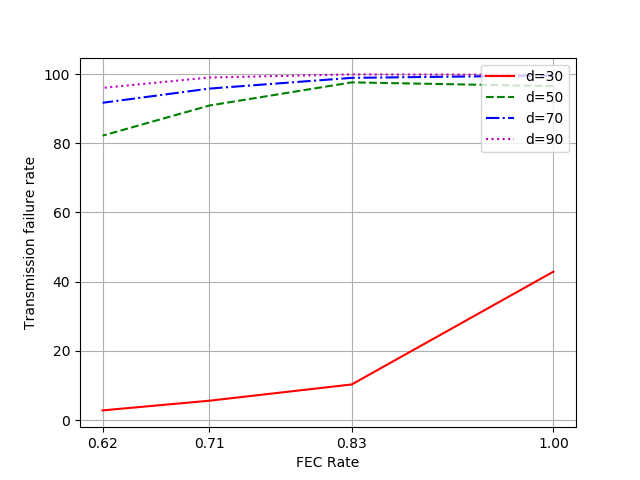 Transmission failure rate
100
80
60
40
20
0
0.62 0.71 0.83 1.00
FEC Rate
d=30
d=50
d=70
d=90